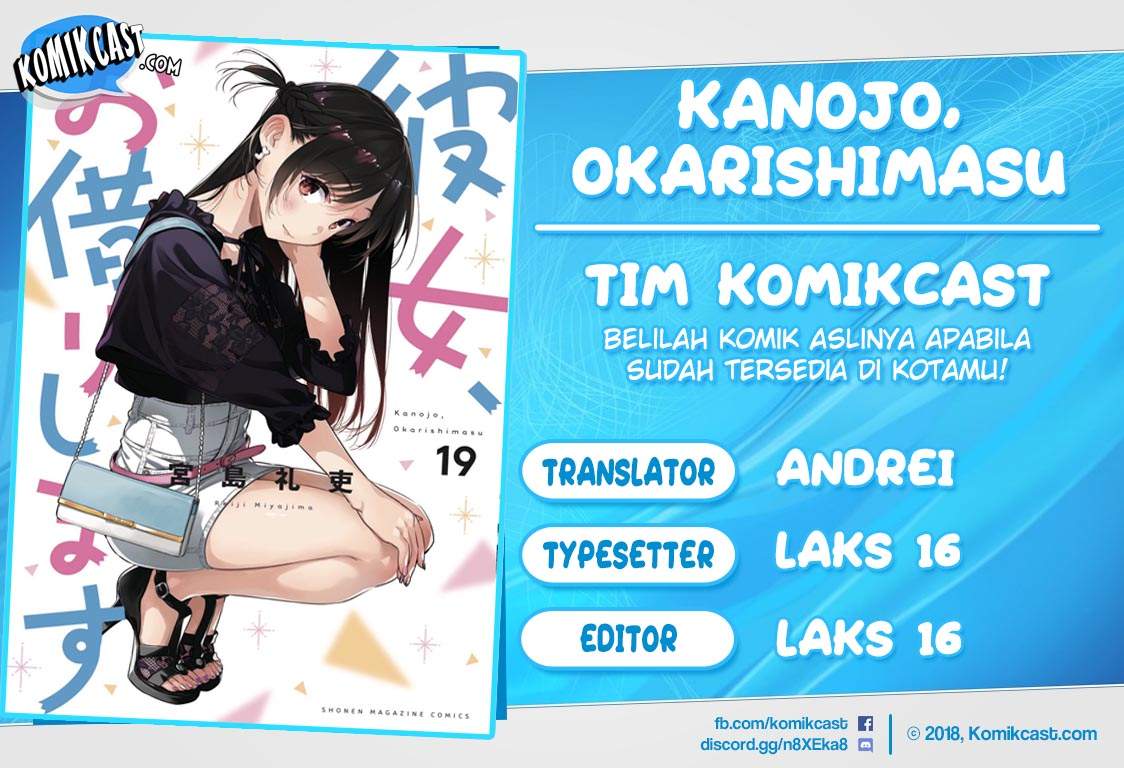 KOMIKCAST
.COM
彼女、
お借りします
Kanojo,
Okarishimasu
19
宮島礼吏
Reiji Miyajima
SHONEN MAGAZINE COMICS
KANOJO,
OKARISHIMASU
TIM KOMIKCAST
BELILAH KOMIK ASLINYA APABILA
SUDAH TERSEDIA DI KOTAMU!
TRANSLATOR ANDREI
TYPESETTER LAKS 16
EDITOR LAKS 16
fb.com/komikcast
discord.gg/n8XEka8
© 2018, Komikcast.com